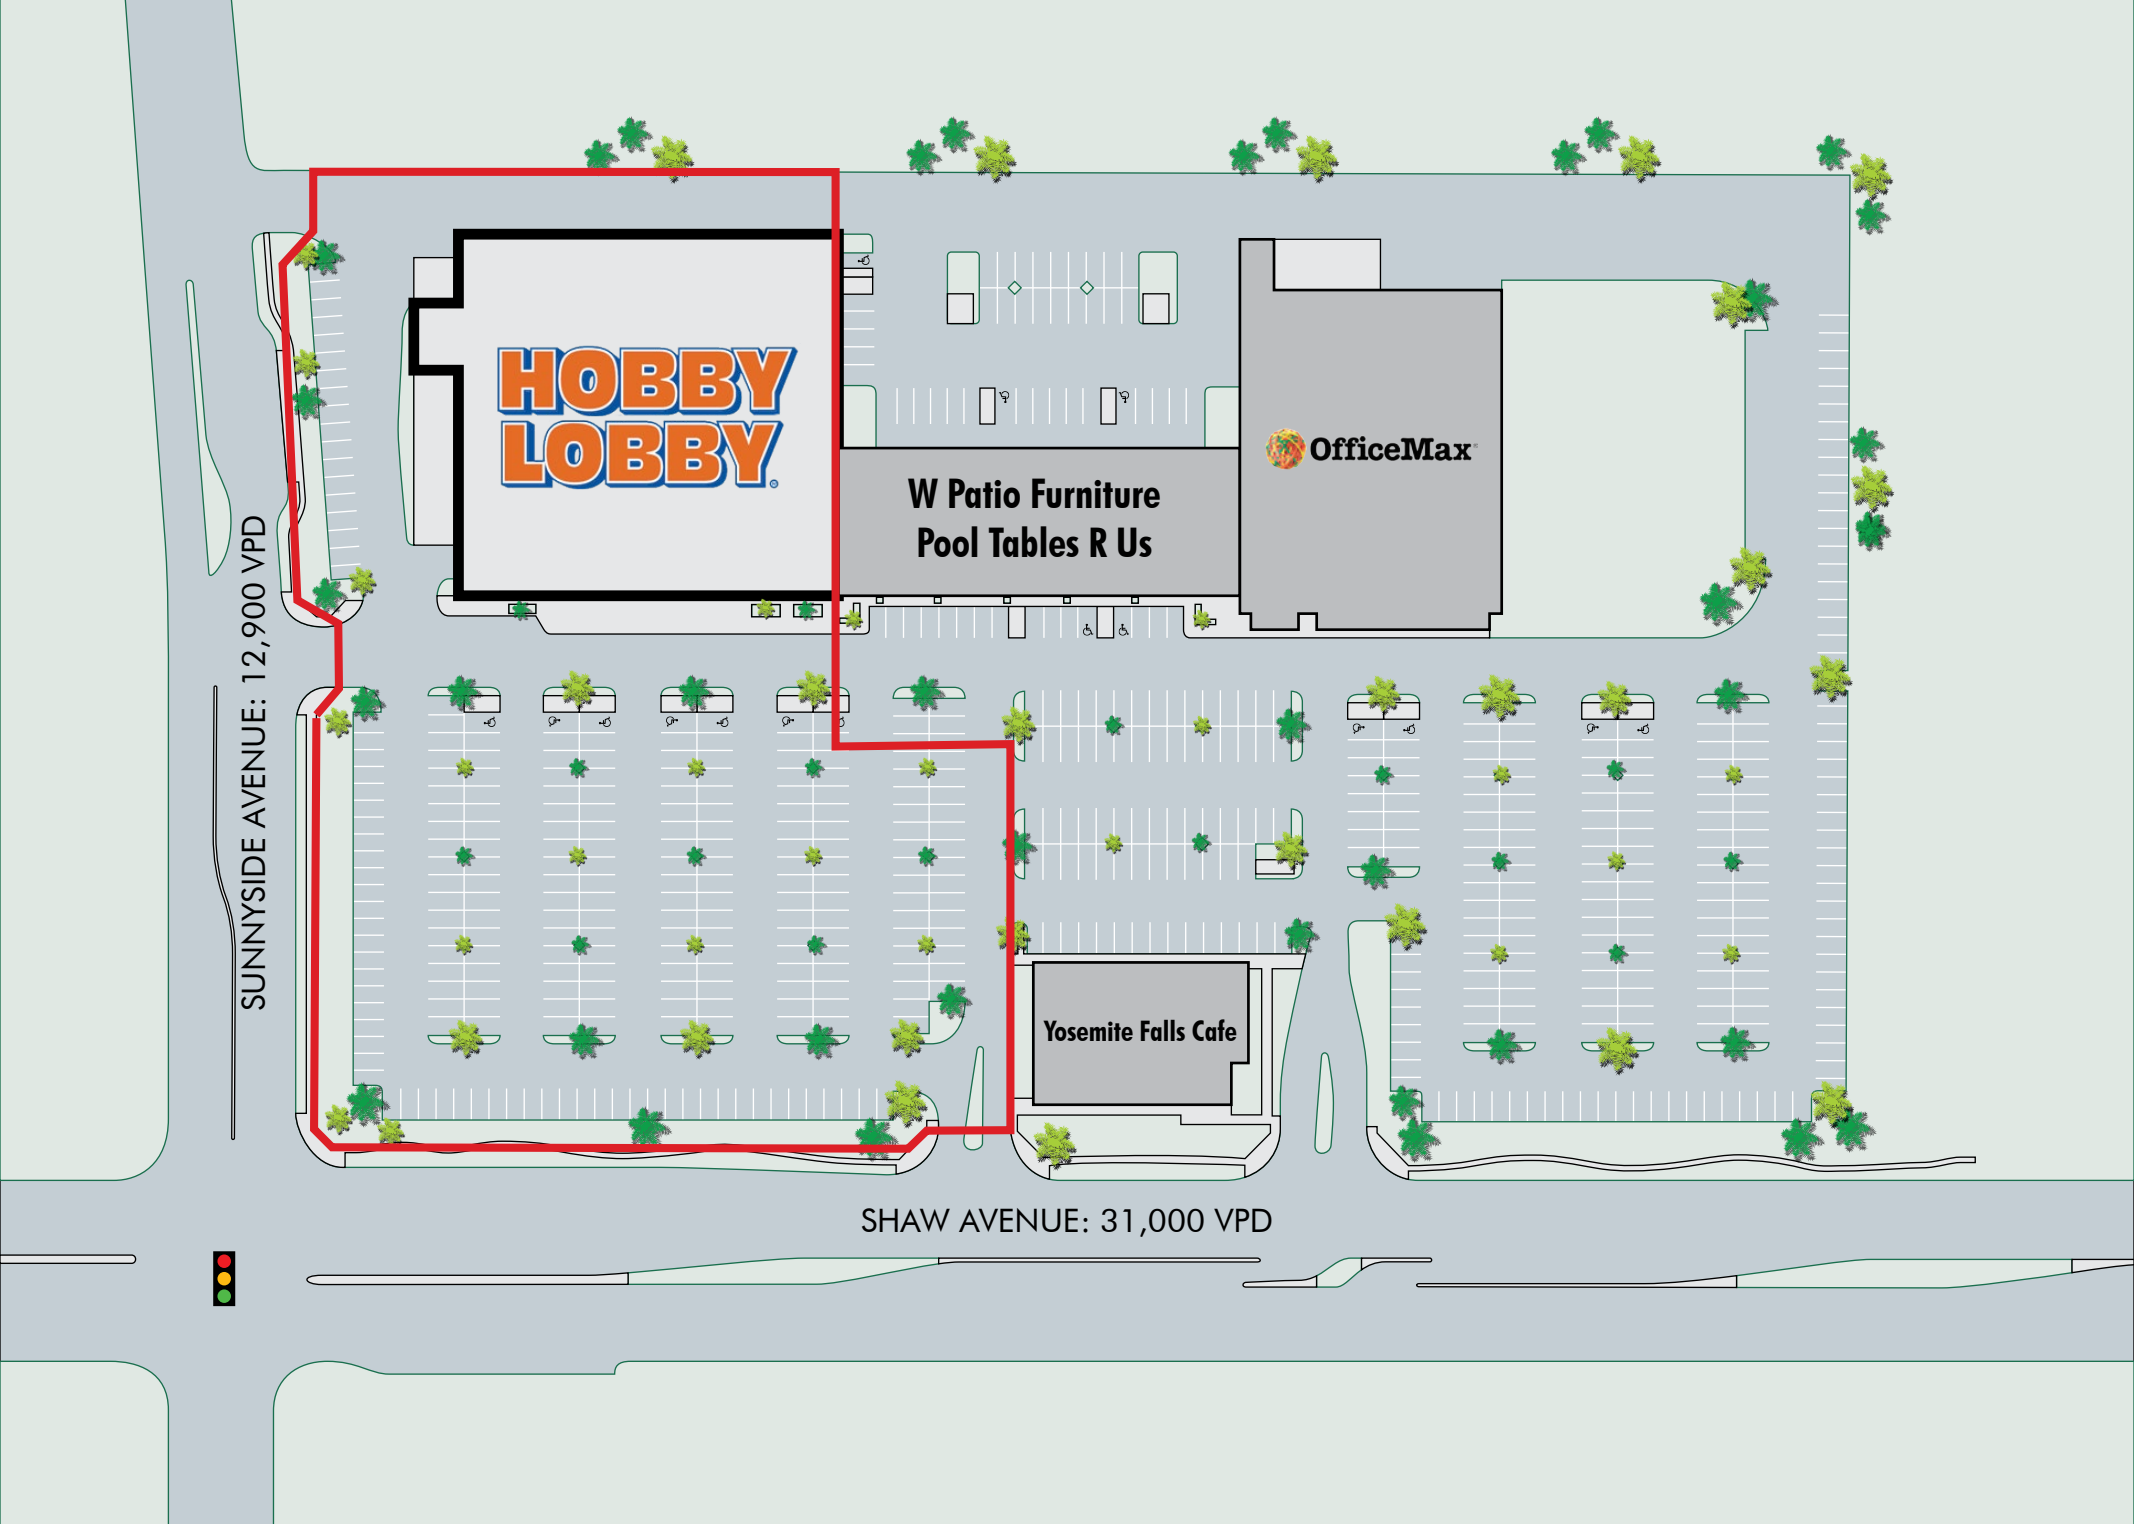 HOBBY
LOBBY
OfficeMax
W Patio Furniture
Pool Tables R Us
SUNNYSIDE AVENUE: 12,900 VPD
Yosemite Falls Cafe
SHAW AVENUE: 31,000 VPD